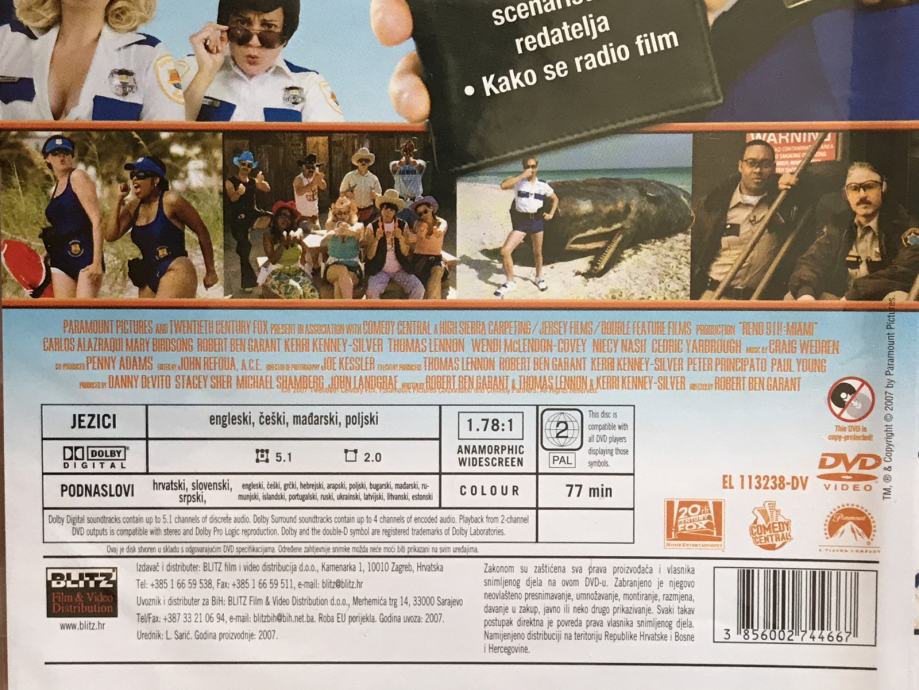 scenarist
redatelja
• Kako se radio film
WARNING
PARAMOUNT PICTURES AND TWENTIETH CENTURY FOX PRESENT IN ASSOCIATION WITH COMEDY CENTRAL A HIGH SIERRA CARPETING / JERSEY FILMS / DOUBLE FEATURE FILMS PRODUCTION "RENO 911!: MIAMI"
CARLOS ALAZRAQUI MARY BIRDSONG ROBERT BEN GARANT KERRI KENNEY-SILVER THOMAS LENNON WENDI McLENDON-COVEY NIECY NASH CEDRIC YARBROUGH MUSIC BY CRAIG WEDREN
CO-PRODUCER PENNY ADAMS EDITED BY JOHN REFOUA, A.C.E. DIRECTOR OF PHOTOGRAPHY JOE KESSLER EXECUTIVE PRODUCERS THOMAS LENNON ROBERT BEN GARANT KERRI KENNEY-SILVER PETER PRINCIPATO PAUL YOUNG
PRODUCED BY DANNY DeVITO STACEY SHER MICHAEL SHAMBERG JOHN LANDGRAF WRITTEN BY ROBERT BEN GARANT & THOMAS LENNON & KERRI KENNEY-SILVER DIRECTED BY ROBERT BEN GARANT
JEZICI
engleski, češki, mađarski, poljski
DOLBY
DIGITAL
5.1
2.0
PODNASLOVI
hrvatski, slovenski,
srpski,
engleski, češki, grčki, hebrejski, arapski, poljski, bugarski, mađarski, ru-
munjski, islandski, portugalski, ruski, ukrainski, latvijski, litvanski, estonski
1.78:1
ANAMORPHIC
WIDESCREEN
COLOUR
2
PAL
This disc is
compatible with
all DVD players
displaying those
symbols.
77 min
Dolby Digital soundtracks contain up to 5.1 channels of discrete audio. Dolby Surround soundtracks contain up to 4 channels of encoded audio. Playback from 2-channel
DVD outputs is compatible with stereo and Dolby Pro Logic reproduction. Dolby and the double-D symbol are registered trademarks of Dolby Laboratories.
Ovaj je disk stvoren u skladu s odgovarajućim DVD specifikacijama. Određene zahtjevnije snimke možda neće moći biti prikazani na svim uređajima.
This DVD is
copy-protected!
DVD
VIDEO
EL 113238-DV
20th
CENTURY
FOX
HOME ENTERTAINMENT
COMEDY
CENTRAL
Paramount
TM, ® & Copyright © 2007 by Paramount Pictures.
BLITZ
Film & Video
Distribution
www.blitz.hr
Izdavač i distributer: BLITZ film i video distribucija d.o.o., Kamenarka 1, 10010 Zagreb, Hrvatska
Tel: +385 1 66 59 538, Fax: +385 1 66 59 511, e-mail: blitz@blitz.hr
Uvoznik i distributer za BiH: BLITZ Film & Video Distribution d.o.o., Merhemića trg 14, 33000 Sarajevo
Tel/Fax: +387 33 21 06 94, e-mail: blitzbih@bih.net.ba. Roba EU porijekla. Godina uvoza: 2007.
Urednik: L. Sarić. Godina proizvodnje: 2007.
Zakonom su zaštićena sva prava proizvođača i vlasnika
snimljenog djela na ovom DVD-u. Zabranjeno je njegovo
neovlašteno presnimavanje, umnožavanje, montiranje, razmjena,
davanje u zakup, javno ili neko drugo prikazivanje. Svaki takav
postupak direktna je povreda prava vlasnika snimljenog djela.
Namijenjeno distribuciji na teritoriju Republike Hrvatske i Bosne
i Hercegovine.
3 856002 744667